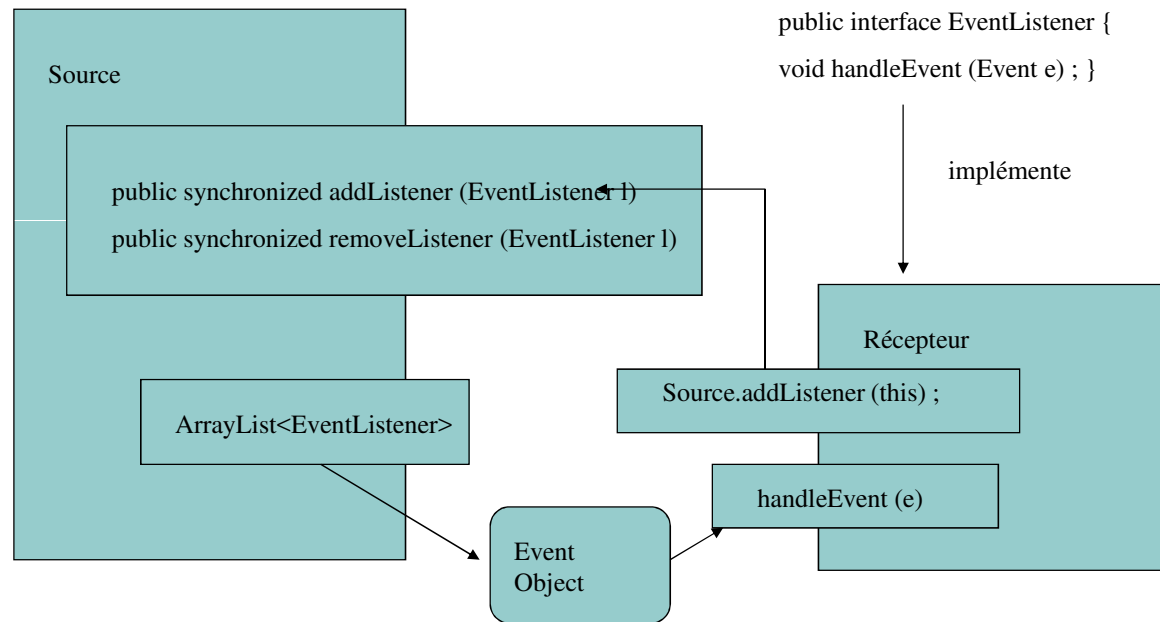 public interface EventListener {
void handleEvent (Event e) ; }
Source
implémente
public synchronized addListener (EventListener l)
public synchronized removeListener (EventListener l)
Récepteur
Source.addListener (this) ;
ArrayList<EventListener>
handleEvent (e)
Event
Object